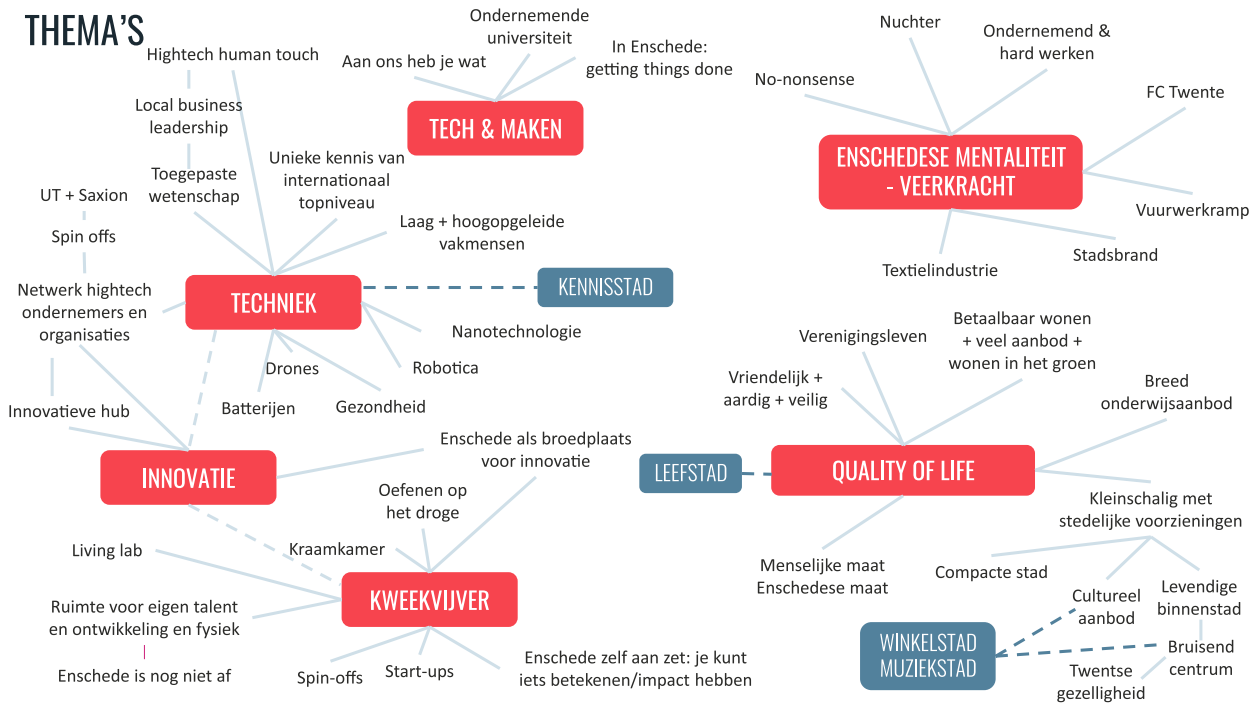 THEMA'S
Hightech human touch
Local business
leadership
Toegepaste
wetenschap
Unieke kennis van
internationaal
topniveau
Laag + hoogopgeleide
vakmensen
UT + Saxion
Spin offs
Netwerk hightech
ondernemers en
organisaties
Innovatieve hub
TECHNIEK
KENNISSTAD
Nanotechnologie
Robotica
Drones
Batterijen
Gezondheid
Aan ons heb je wat
Ondernemende
universiteit
In Enschede:
getting things done
TECH & MAKEN
INNOVATIE
Enschede als broedplaats
voor innovatie
Oefenen op
het droge
Kraamkamer
Living lab
Ruimte voor eigen talent
en ontwikkeling en fysiek
Enschede is nog niet af
KWEEKVIJVER
Spin-offs
Start-ups
Enschede zelf aan zet: je kunt
iets betekenen/impact hebben
No-nonsense
Nuchter
Ondernemend &
hard werken
FC Twente
ENSCHEDESE MENTALITEIT
- VEERKRACHT
Vuurwerkramp
Stadsbrand
Textielindustrie
Verenigingsleven
Betaalbaar wonen
+ veel aanbod +
wonen in het groen
Vriendelijk +
aardig + veilig
Breed
onderwijsaanbod
LEEFSTAD
QUALITY OF LIFE
Kleinschalig met
stedelijke voorzieningen
Menselijke maat
Enschedese maat
Compacte stad
Cultureel
aanbod
Levendige
binnenstad
WINKELSTAD
MUZIEKSTAD
Bruisend
centrum
Twentse
gezelligheid